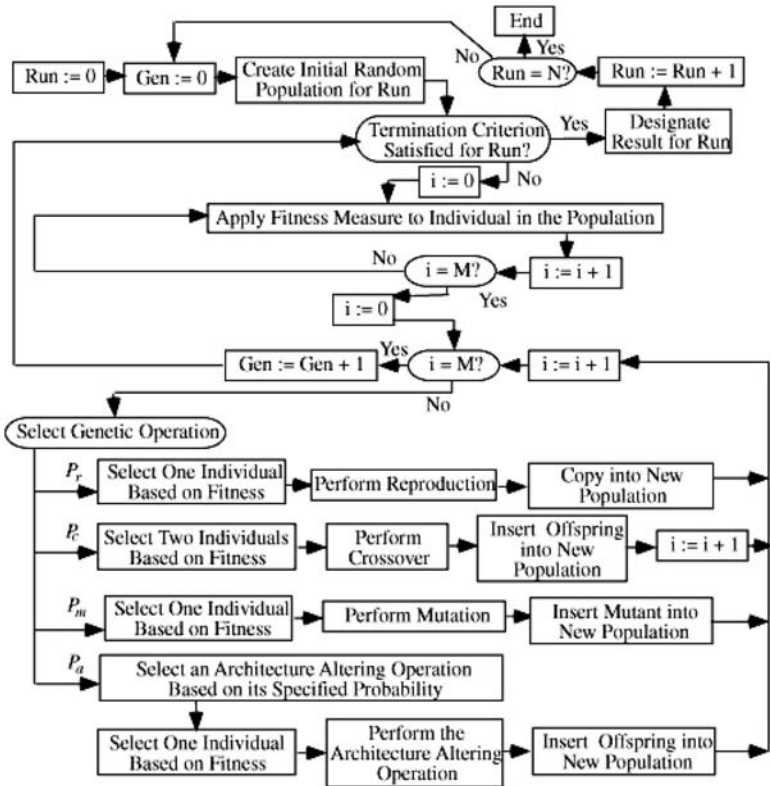 End
No
Yes
Run := 0
Gen := 0
Create Initial Random
Population for Run
Run = N?
Run := Run + 1
Termination Criterion
Satisfied for Run?
Yes
Designate
Result for Run
i := 0
No
Apply Fitness Measure to Individual in the Population
No
i = M?
i := i + 1
i := 0
Yes
Gen := Gen + 1
Yes
i = M?
i := i + 1
No
Select Genetic Operation
Pr
Select One Individual
Based on Fitness
Perform Reproduction
Copy into New
Population
Pc
Select Two Individuals
Based on Fitness
Perform
Crossover
Insert Offspring
into New
Population
i := i + 1
Pm
Select One Individual
Based on Fitness
Perform Mutation
Insert Mutant into
New Population
Pa
Select an Architecture Altering Operation
Based on its Specified Probability
Select One Individual
Based on Fitness
Perform the
Architecture Altering
Operation
Insert Offspring into
New Population